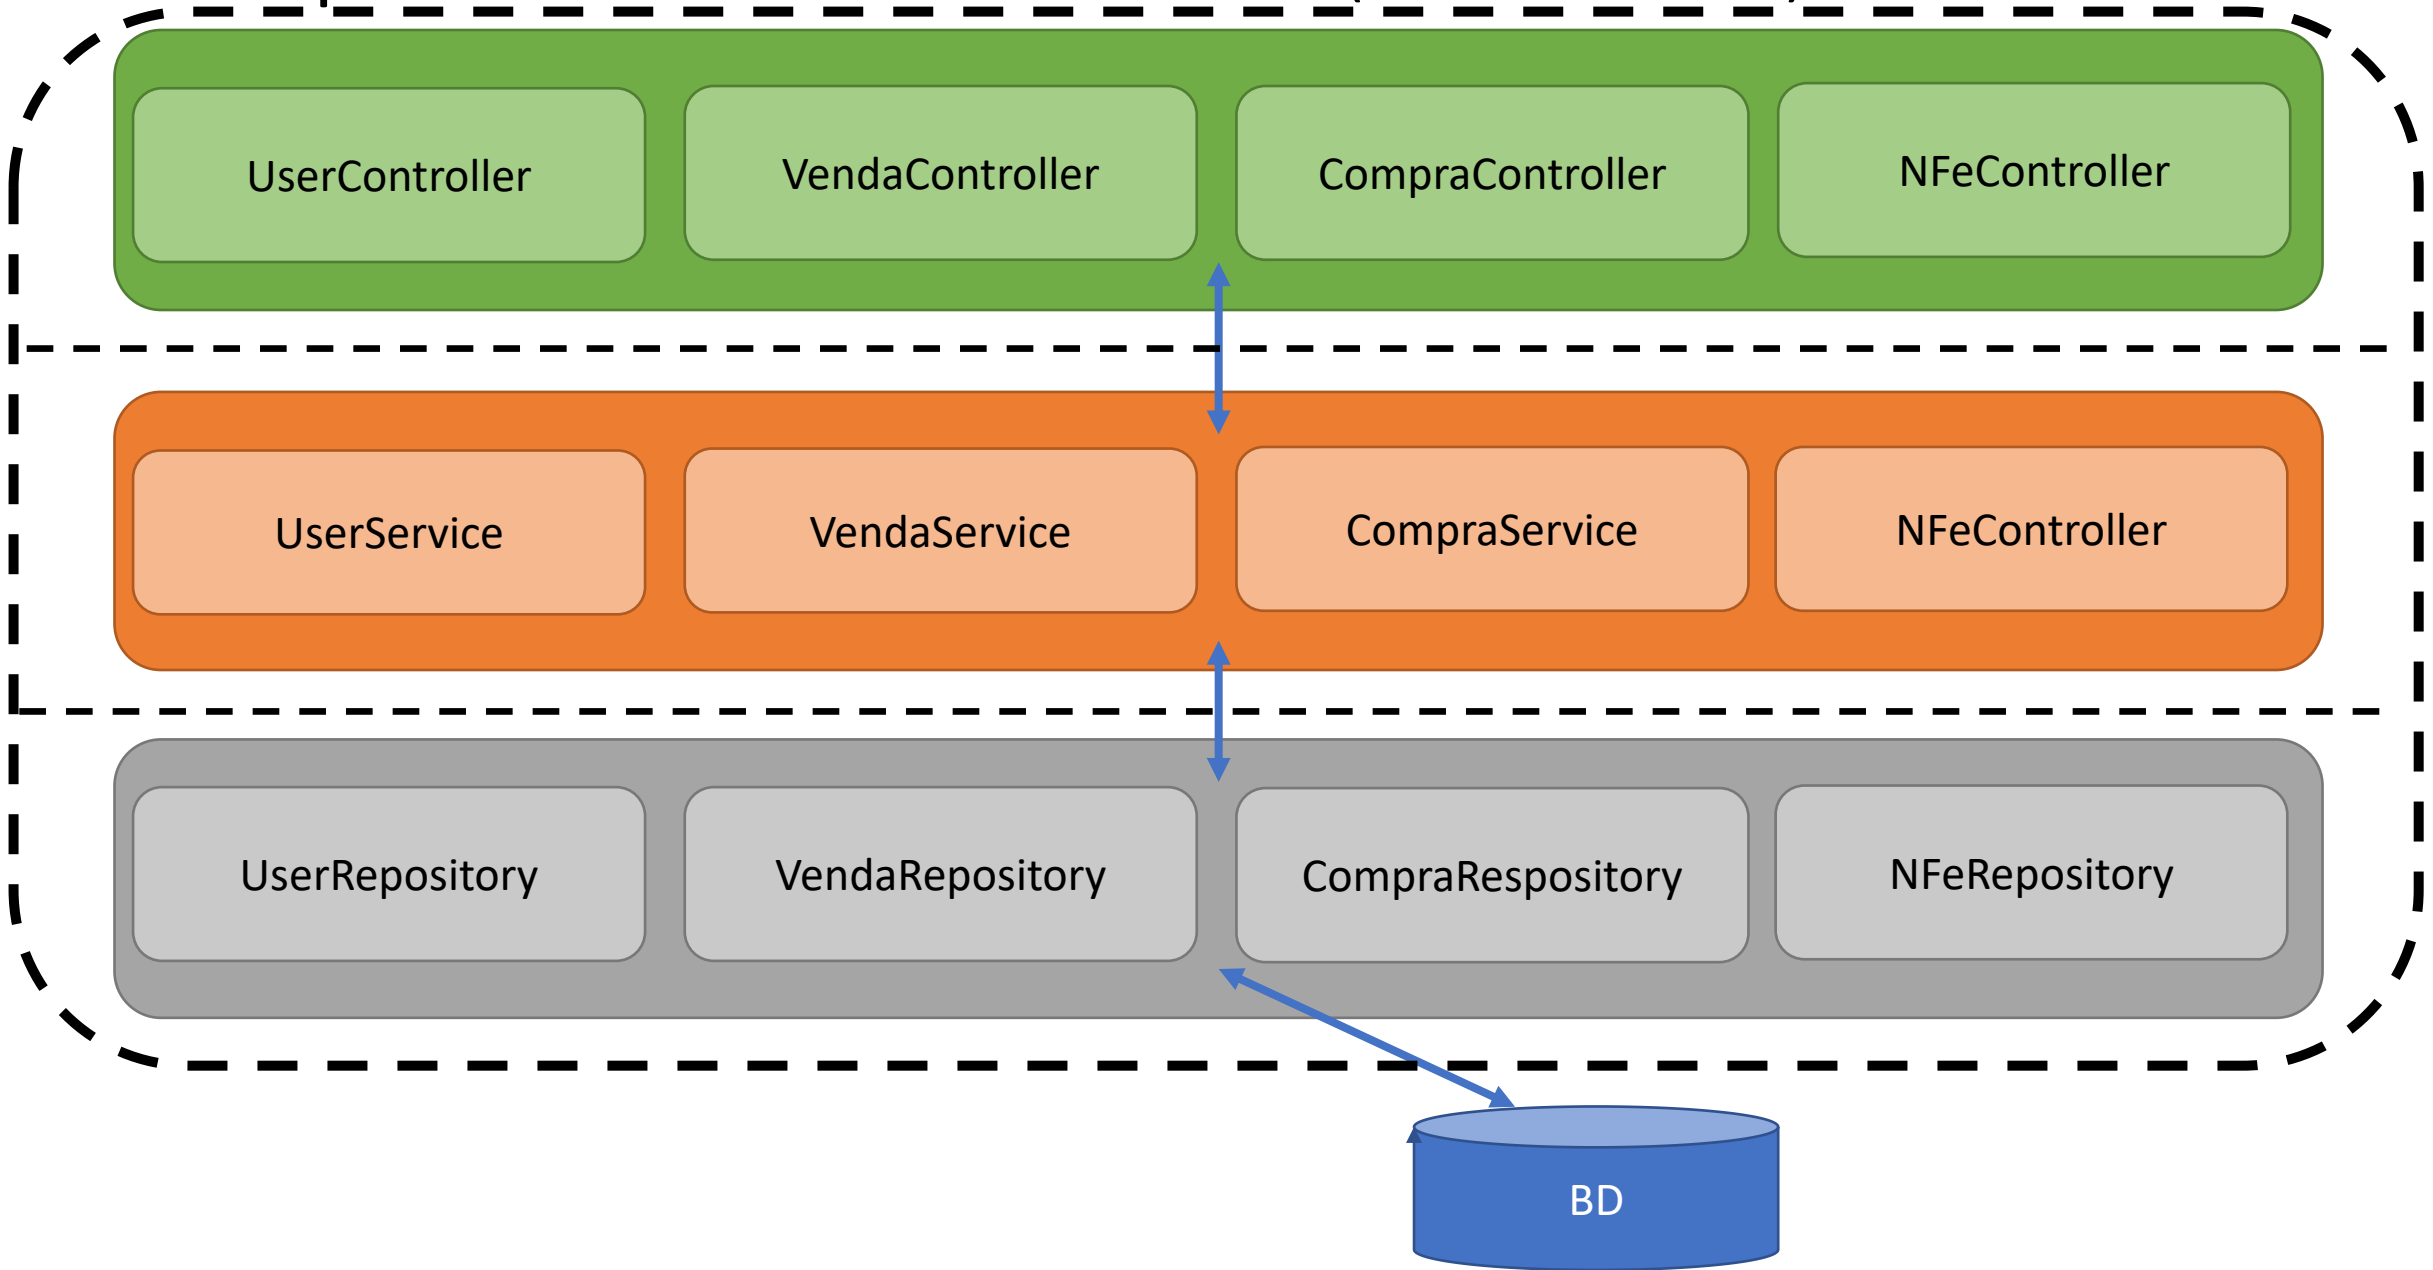 UserController
VendaController
CompraController
NFeController
UserService
VendaService
CompraService
NFeController
UserRepository
VendaRepository
CompraRespository
NFeRepository
BD